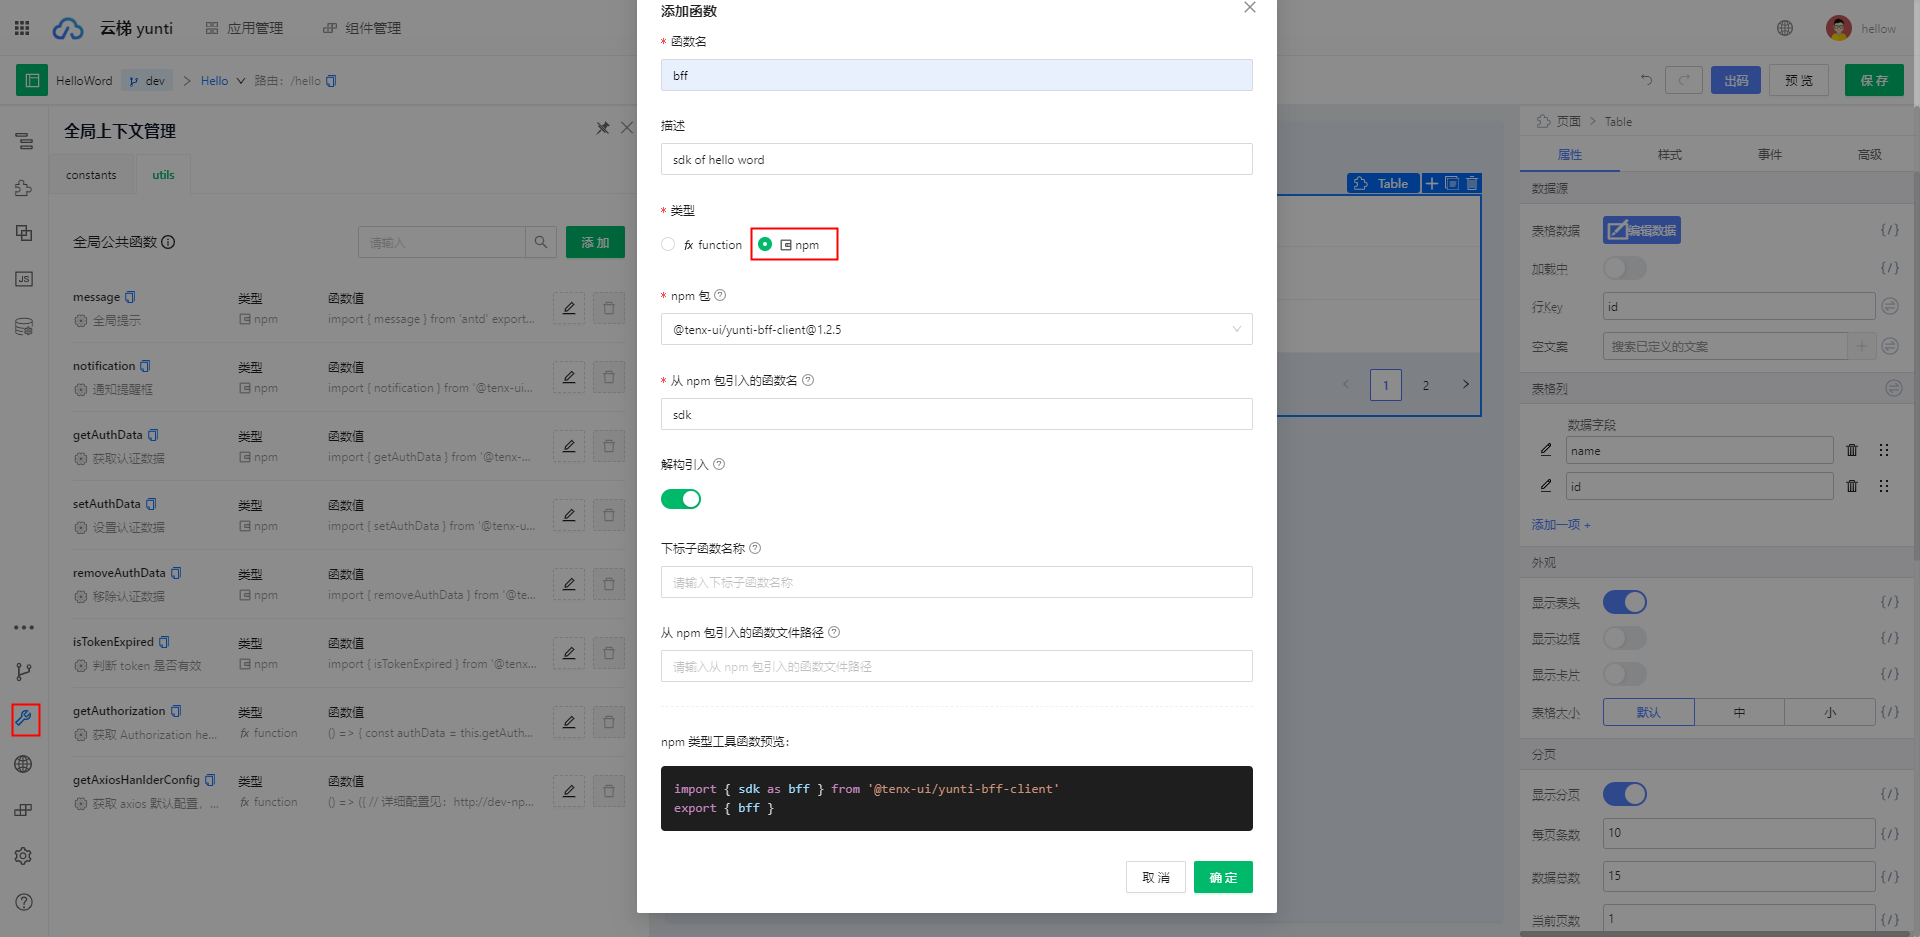 云梯 yunti
应用管理
组件管理
hellow
HelloWord
dev
Hello
路由: /hello
出码
预 览
保 存
全局上下文管理
constants
utils
全局公共函数
请输入
添 加
message
类型
函数值
全局提示
npm
import { message } from 'antd' export...
notification
类型
函数值
通知提醒框
npm
import { notification } from '@tenx-ui...
getAuthData
类型
函数值
获取认证数据
npm
import { getAuthData } from '@tenx-...
setAuthData
类型
函数值
设置认证数据
npm
import { setAuthData } from '@tenx-u...
removeAuthData
类型
函数值
移除认证数据
npm
import { removeAuthData } from '@te...
isTokenExpired
类型
函数值
判断 token 是否有效
npm
import { isTokenExpired } from '@tenx...
getAuthorization
类型
函数值
获取 Authorization he...
fx function
() => { const authData = this.getAuth...
getAxiosHanlderConfig
类型
函数值
获取 axios 默认配置, ...
fx function
() => ({ // 详细配置见: http://dev-np...
添加函数
* 函数名
bff
描述
sdk of hello word
* 类型
fx function
npm
* npm 包
@tenx-ui/yunti-bff-client@1.2.5
* 从 npm 包引入的函数名
sdk
解构引入
下标子函数名称
请输入下标子函数名称
从 npm 包引入的函数文件路径
请输入从 npm 包引入的函数文件路径
npm 类型工具函数预览:
import { sdk as bff } from '@tenx-ui/yunti-bff-client'
export { bff }
取 消
确 定
Table
1
2
页面 > Table
属性
样式
事件
高级
数据源
表格数据
编辑数据
{/}
加载中
{/}
行Key
id
空文案
搜索已定义的文案
表格列
数据字段
name
id
添加一项 +
外观
显示表头
{/}
显示边框
{/}
显示卡片
{/}
表格大小
默认
中
小
{/}
分页
显示分页
{/}
每页条数
10
{/}
数据总数
15
{/}
当前页数
1
{/}
JS